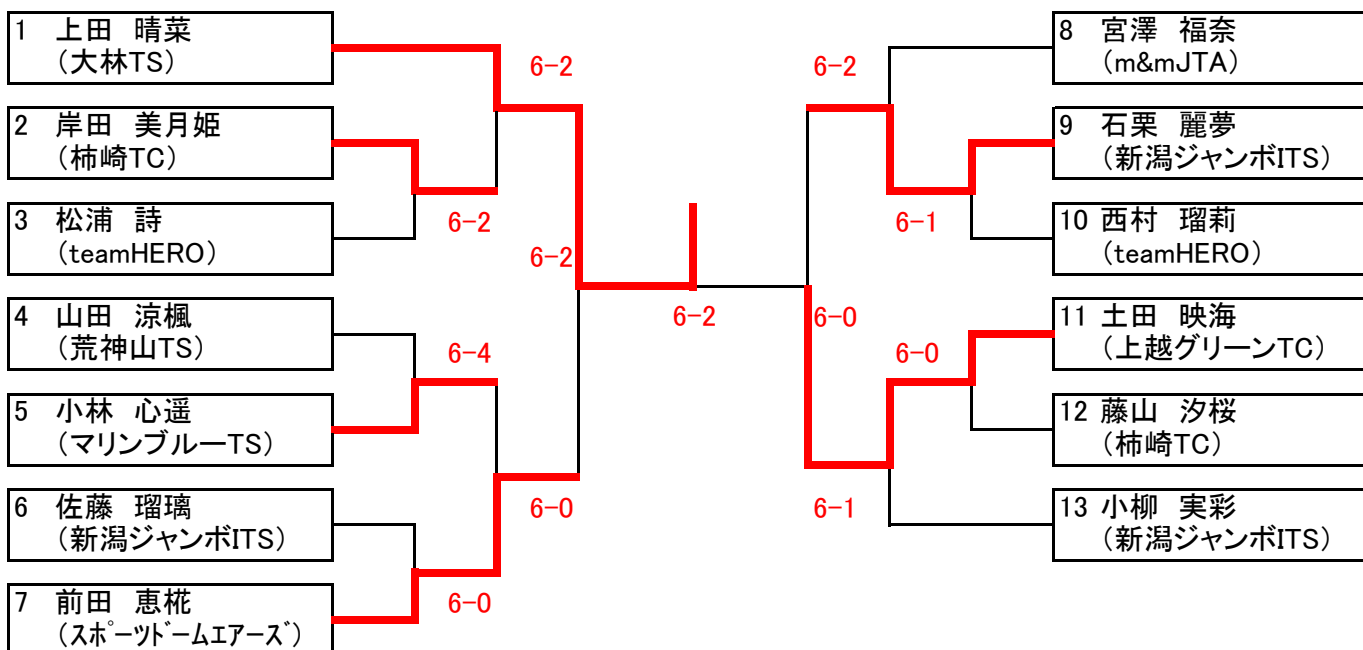 1 上田 晴菜
(大林TS)
2 岸田 美月姫
(柿崎TC)
3 松浦 詩
(teamHERO)
4 山田 涼楓
(荒神山TS)
5 小林 心遥
(マリンブルーTS)
6 佐藤 瑠璃
(新潟ジャンボITS)
7 前田 恵椛
(スポーツドームエアーズ)
6-2
6-2
6-2
6-4
6-0
6-0
6-2
6-2
6-1
6-0
6-0
6-1
8 宮澤 福奈
(m&mJTA)
9 石栗 麗夢
(新潟ジャンボITS)
10 西村 瑠莉
(teamHERO)
11 土田 映海
(上越グリーンTC)
12 藤山 汐桜
(柿崎TC)
13 小柳 実彩
(新潟ジャンボITS)